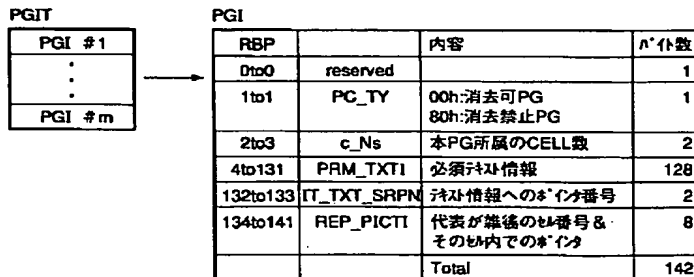 PGIT
PGI #1
PGI #m
PGI
RBP 内容 ﾊﾞｲﾄ数
0to0 reserved 1
1to1 PC_TY 00h:消去可PG 1
80h:消去禁止PG
2to3 c_Ns 本PG所属のCELL数 2
4to131 PRM_TXTI 必須ﾃｷｽﾄ情報 128
132to133 IT_TXT_SRPN ﾃｷｽﾄ情報へのﾎﾟｲﾝﾀ番号 2
134to141 REP_PICTI 代表が のｾﾙ番号& 8
そのｾﾙ内でのﾎﾟｲﾝﾀ
Total 142